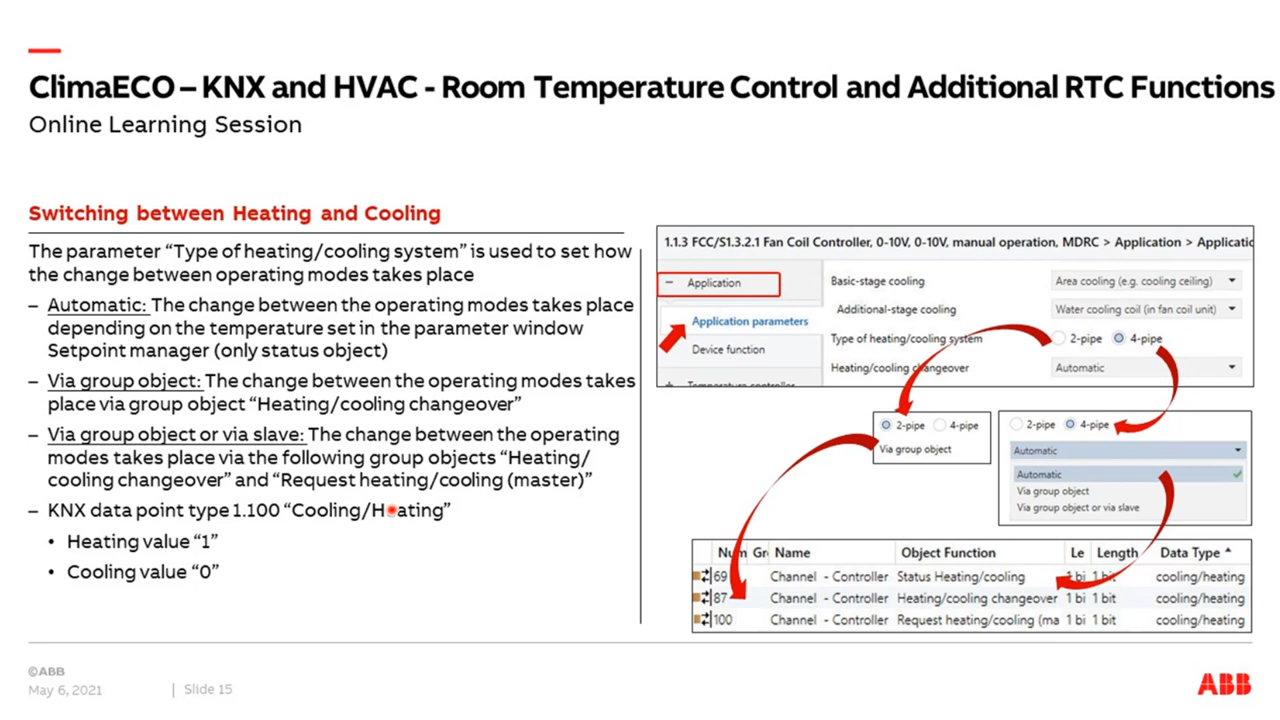 ClimaECO – KNX and HVAC - Room Temperature Control and Additional RTC Functions
Online Learning Session
Switching between Heating and Cooling
The parameter “Type of heating/cooling system” is used to set how
the change between operating modes takes place
– Automatic: The change between the operating modes takes place
depending on the temperature set in the parameter window
Setpoint manager (only status object)
– Via group object: The change between the operating modes takes
place via group object “Heating/cooling changeover”
– Via group object or via slave: The change between the operating
modes takes place via the following group objects “Heating/
cooling changeover” and “Request heating/cooling (master)”
– KNX data point type 1.100 “Cooling/Heating”
• Heating value “1”
• Cooling value “0”
1.1.3 FCC/S1.3.2.1 Fan Coil Controller, 0-10V, 0-10V, manual operation, MDRC > Application > Applicatic
Application
Application parameters
Device function
Temperature controller
Basic-stage cooling Area cooling (e.g. cooling ceiling)
Additional-stage cooling Water cooling coil (in fan coil unit)
Type of heating/cooling system 2-pipe 4-pipe
Heating/cooling changeover Automatic
2-pipe 4-pipe
Via group object
2-pipe 4-pipe
Automatic
Automatic
Via group object
Via group object or via slave
Num Gr Name Object Function Le Length Data Type
69 Channel - Controller Status Heating/cooling 1 bi 1 bit cooling/heating
87 Channel - Controller Heating/cooling changeover 1 bi 1 bit cooling/heating
100 Channel - Controller Request heating/cooling (ma 1 bi 1 bit cooling/heating
©ABB
May 6, 2021 | Slide 15
ABB